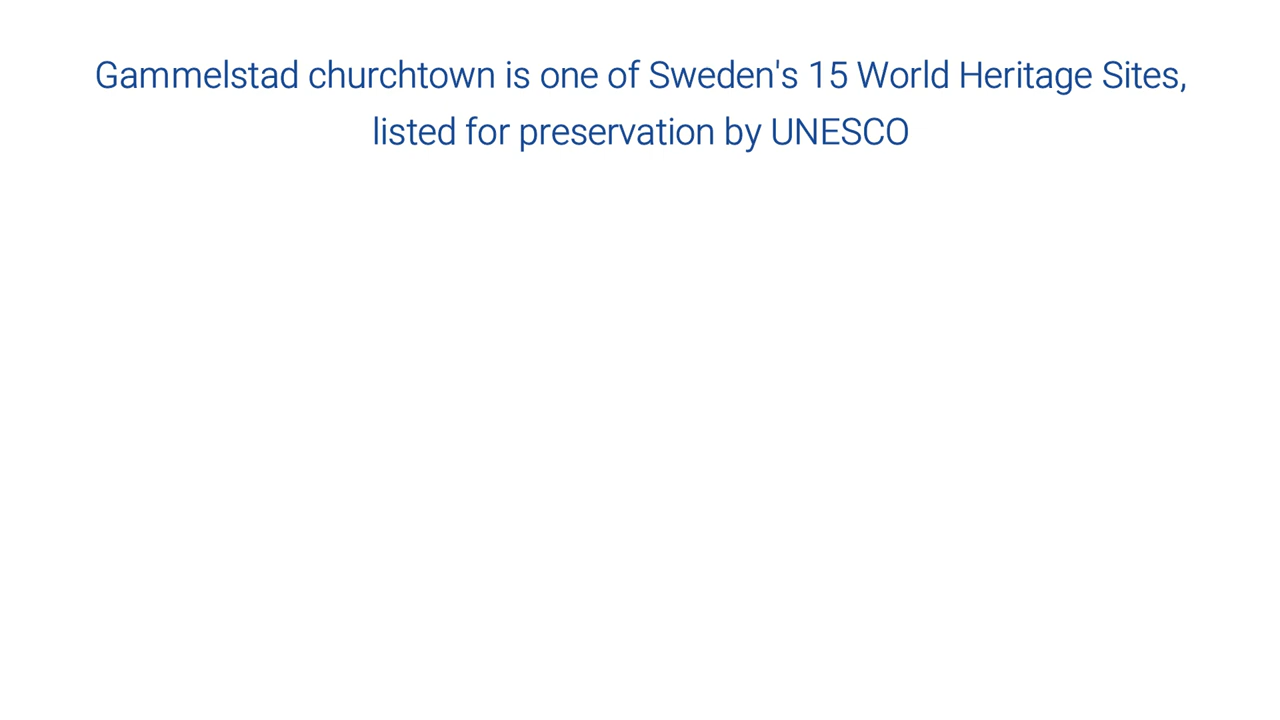 Gammelstad churchtown is one of Sweden's 15 World Heritage Sites,
listed for preservation by UNESCO